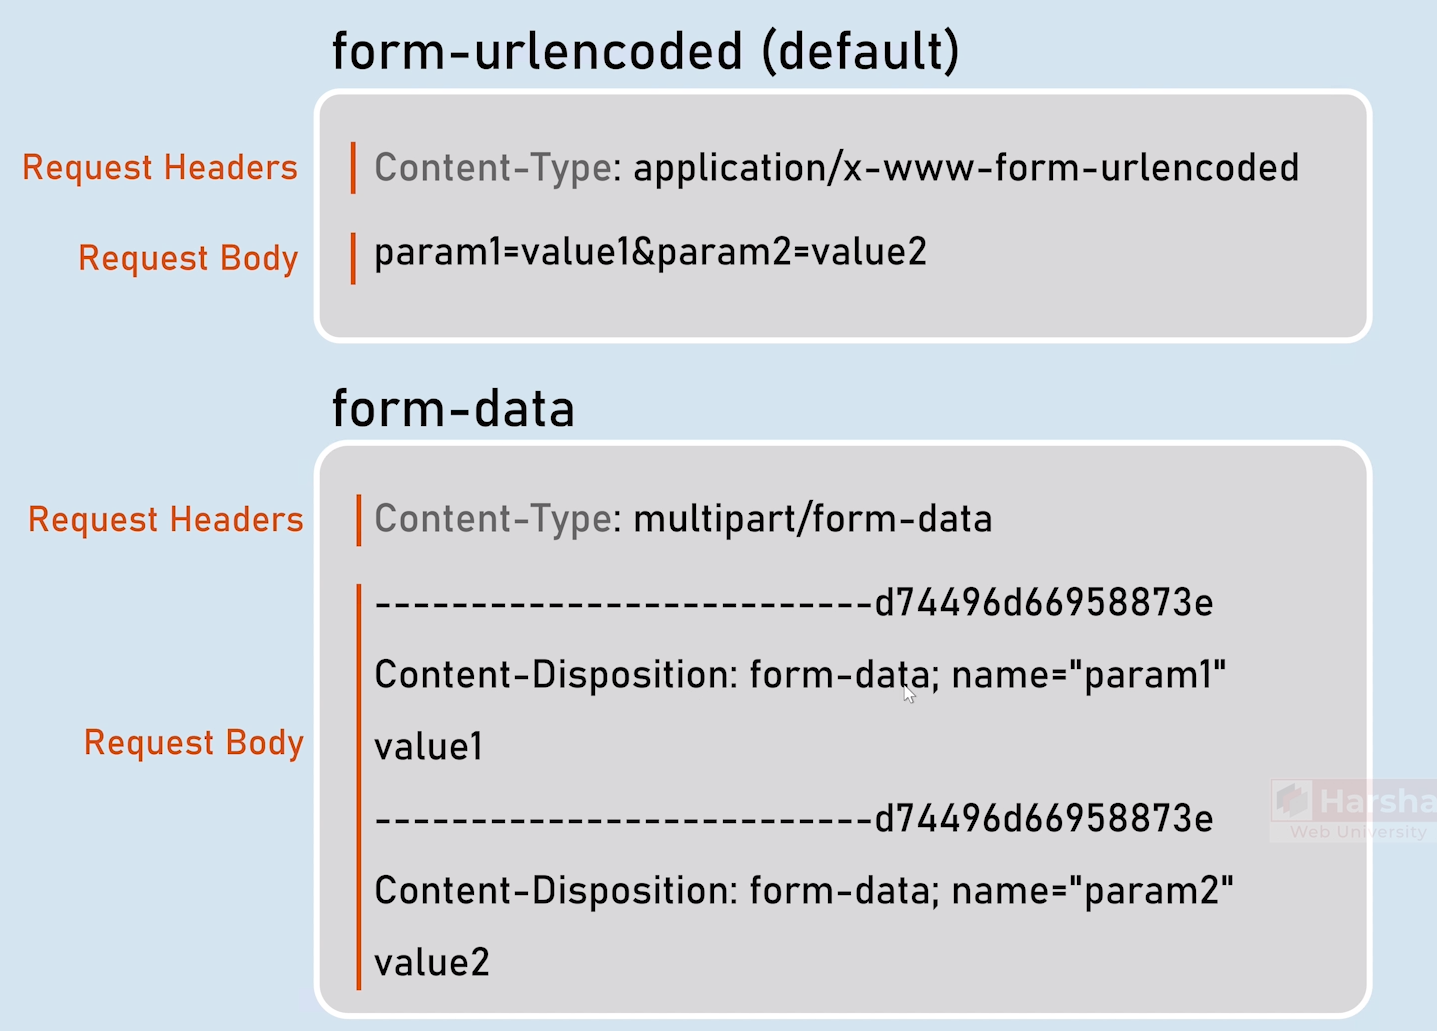 form-urlencoded (default)
Request Headers
Content-Type: application/x-www-form-urlencoded
Request Body
param1=value1&param2=value2
form-data
Request Headers
Content-Type: multipart/form-data
Request Body
--------------------------d74496d66958873e
Content-Disposition: form-data; name="param1"
value1
--------------------------d74496d66958873e
Content-Disposition: form-data; name="param2"
value2
Harsha
Web University